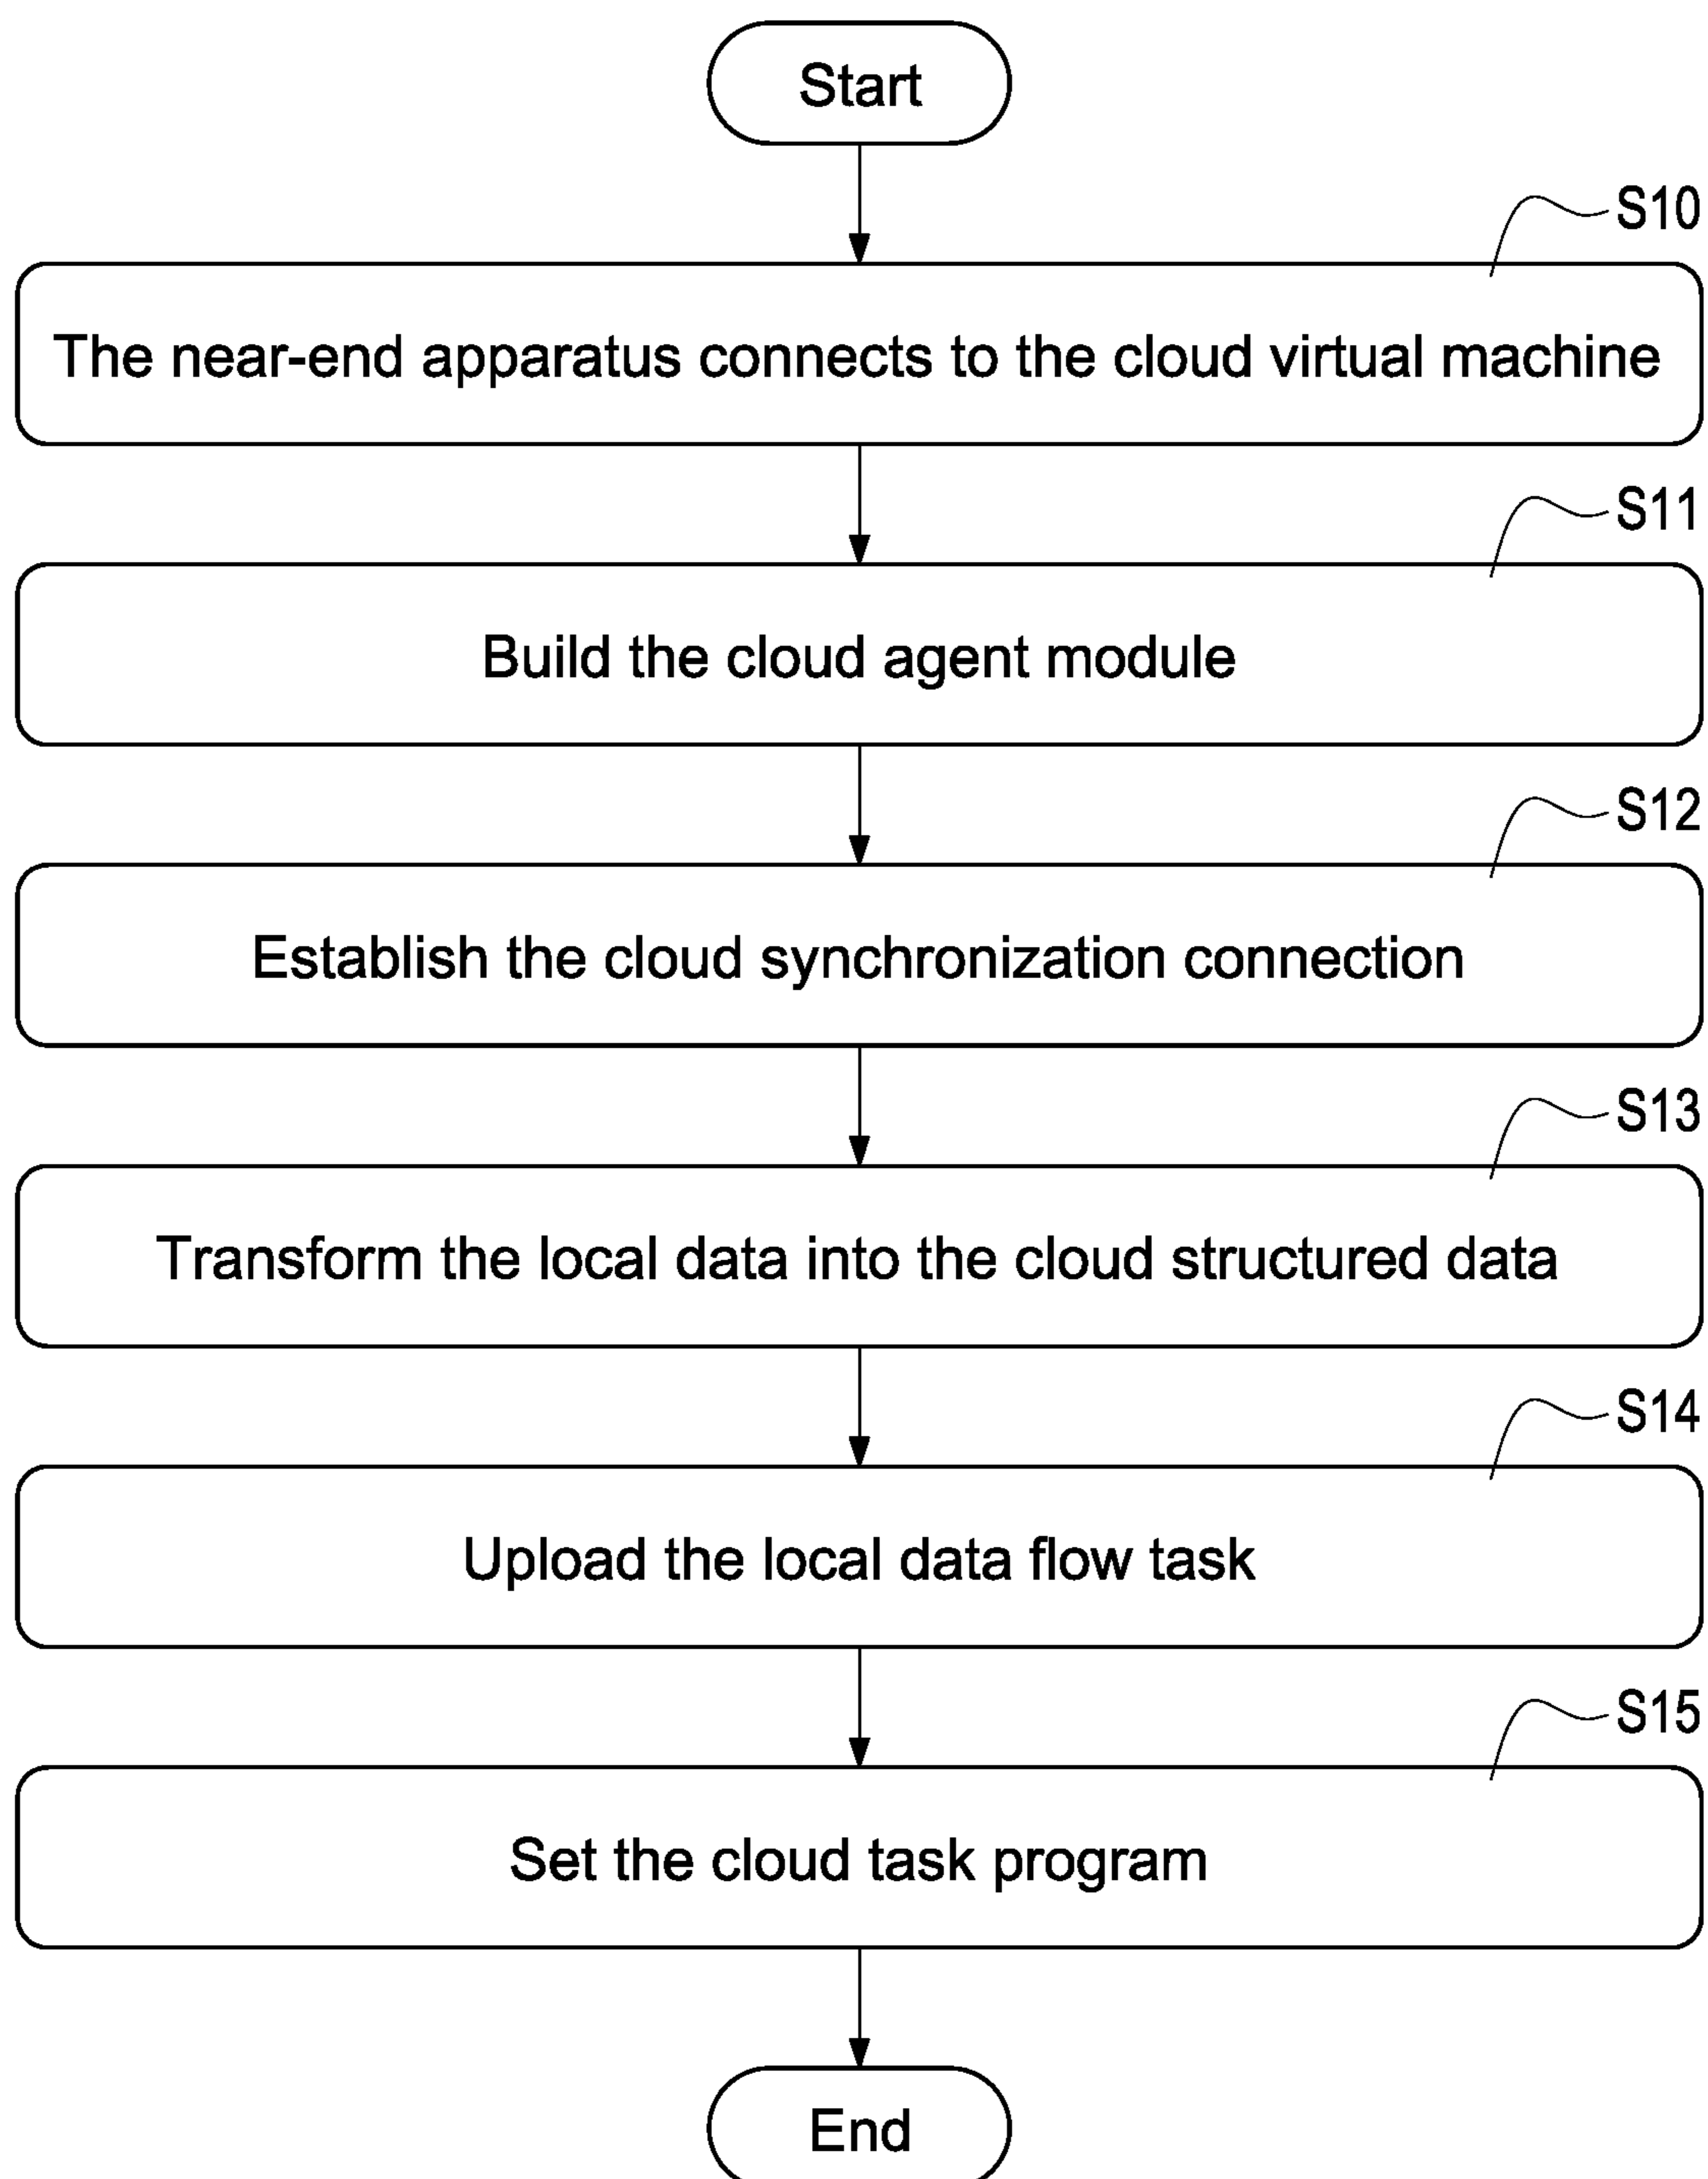 Start
S10
The near-end apparatus connects to the cloud virtual machine
S11
Build the cloud agent module
S12
Establish the cloud synchronization connection
S13
Transform the local data into the cloud structured data
S14
Upload the local data flow task
S15
Set the cloud task program
End